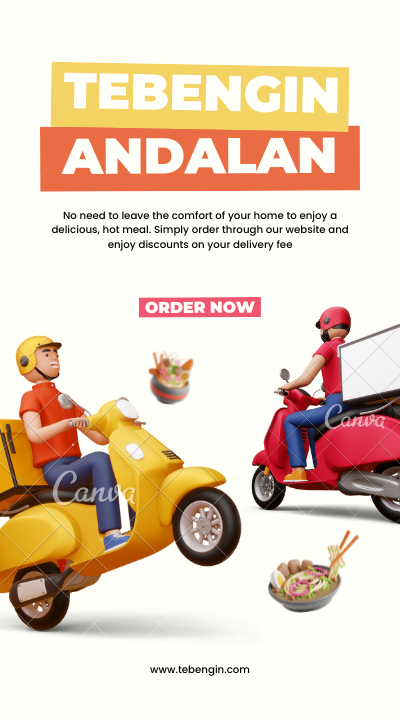 TEBENGIN
ANDALAN
No need to leave the comfort of your home to enjoy a
delicious, hot meal. Simply order through our website and
enjoy discounts on your delivery fee
ORDER NOW
Canva
Canva
www.tebengin.com